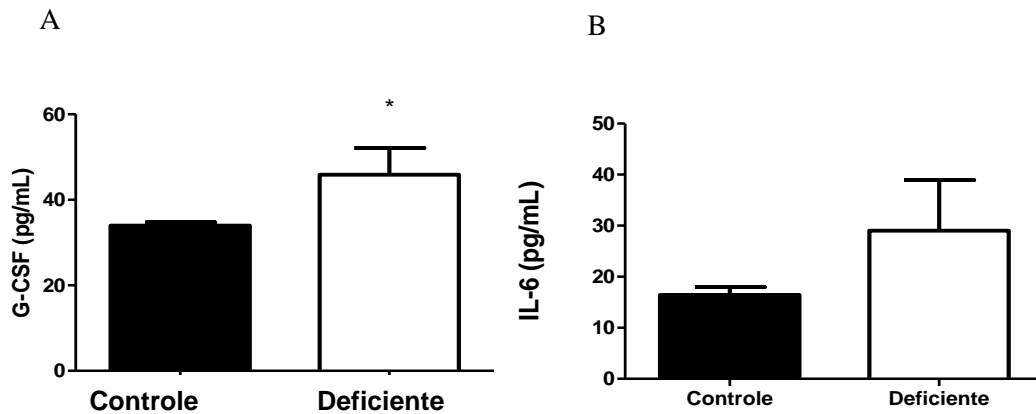 A
G-CSF (pg/mL)
60
40
20
0
*
Controle
Deficiente
B
IL-6 (pg/mL)
50
40
30
20
10
0
Controle
Deficiente